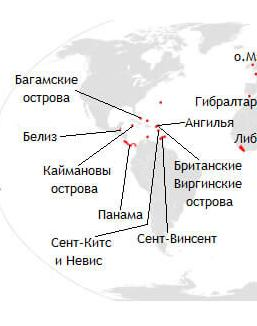 о.М
Багамские
острова
Гибралтар
Ангилья
Белиз
Либ
Каймановы
острова
Британские
Виргинские
острова
Панама
Сент-Китс
и Невис
Сент-Винсент